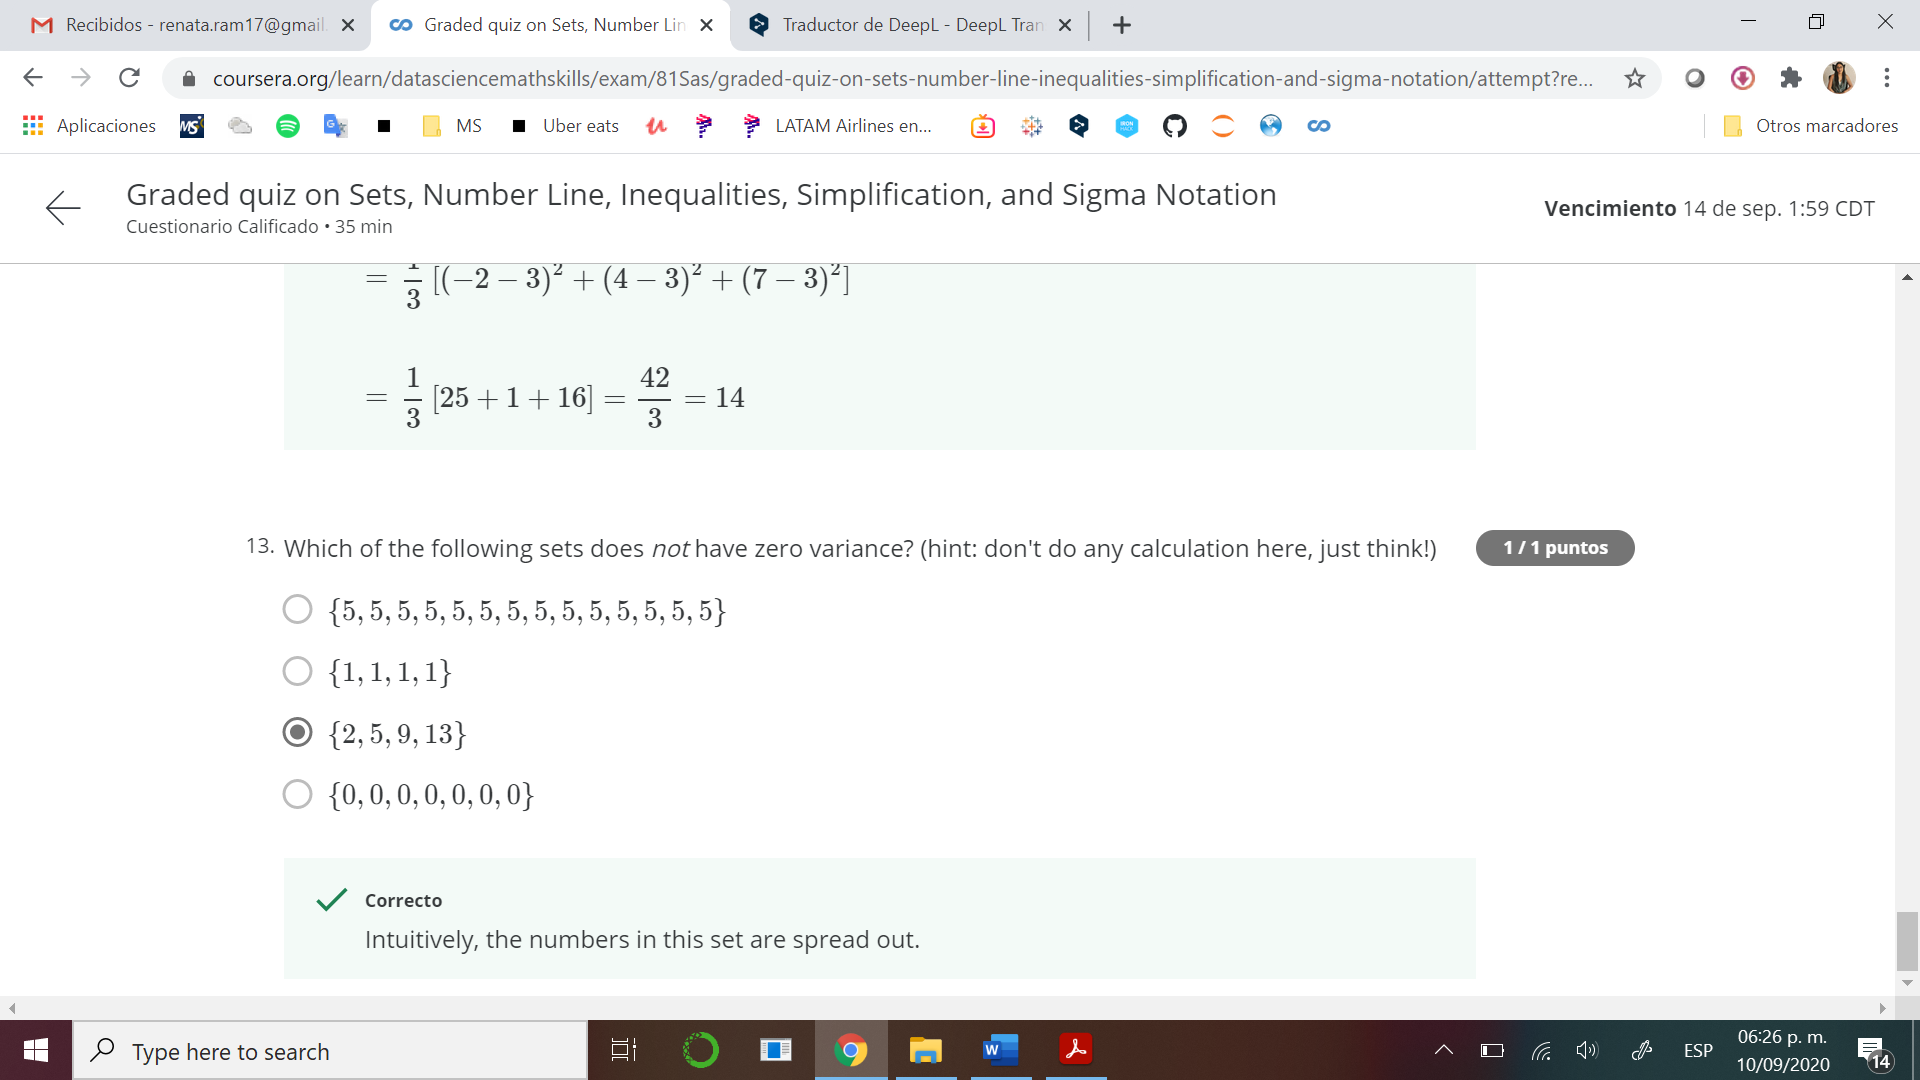 Recibidos - renata.ram17@gmail.
Graded quiz on Sets, Number Lin
Traductor de DeepL - DeepL Tran
coursera.org/learn/datasciencemathskills/exam/81Sas/graded-quiz-on-sets-number-line-inequalities-simplification-and-sigma-notation/attempt?re...
Aplicaciones MS Uber eats LATAM Airlines en... Otros marcadores
Graded quiz on Sets, Number Line, Inequalities, Simplification, and Sigma Notation
Cuestionario Calificado • 35 min
Vencimiento 14 de sep. 1:59 CDT
= 1/3 [(−2 − 3)² + (4 − 3)² + (7 − 3)²]
= 1/3 [25 + 1 + 16] = 42/3 = 14
13. Which of the following sets does not have zero variance? (hint: don't do any calculation here, just think!)
1 / 1 puntos
{5, 5, 5, 5, 5, 5, 5, 5, 5, 5, 5, 5, 5, 5}
{1, 1, 1, 1}
{2, 5, 9, 13}
{0, 0, 0, 0, 0, 0, 0}
Correcto
Intuitively, the numbers in this set are spread out.
Type here to search
ESP
06:26 p. m.
10/09/2020
14